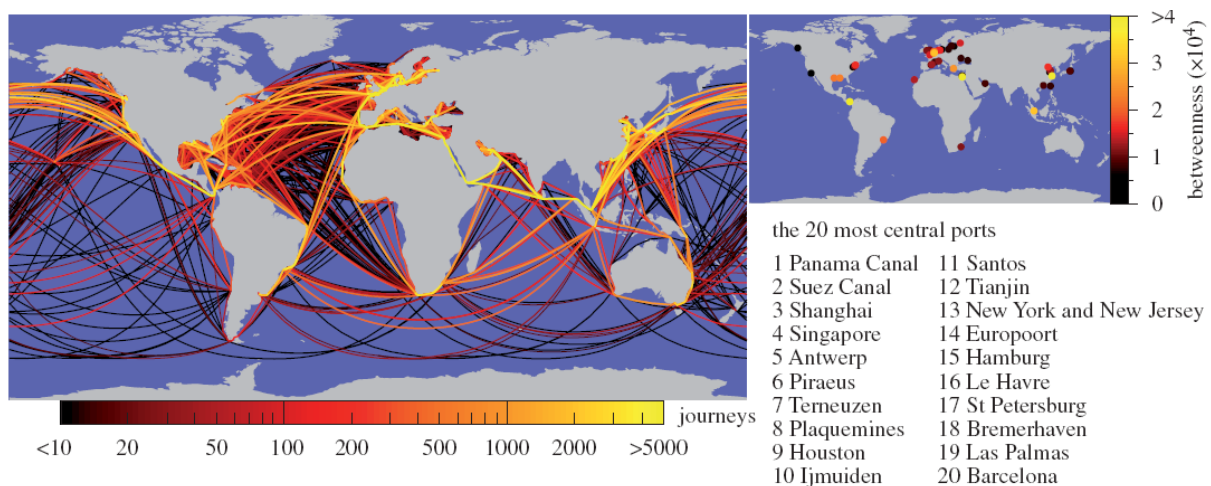 <10 20 50 100 200 500 1000 2000 >5000 journeys
>4
3
2
1
0
betweenness (×10⁴)
the 20 most central ports
1 Panama Canal
2 Suez Canal
3 Shanghai
4 Singapore
5 Antwerp
6 Piraeus
7 Terneuzen
8 Plaquemines
9 Houston
10 Ijmuiden
11 Santos
12 Tianjin
13 New York and New Jersey
14 Europoort
15 Hamburg
16 Le Havre
17 St Petersburg
18 Bremerhaven
19 Las Palmas
20 Barcelona